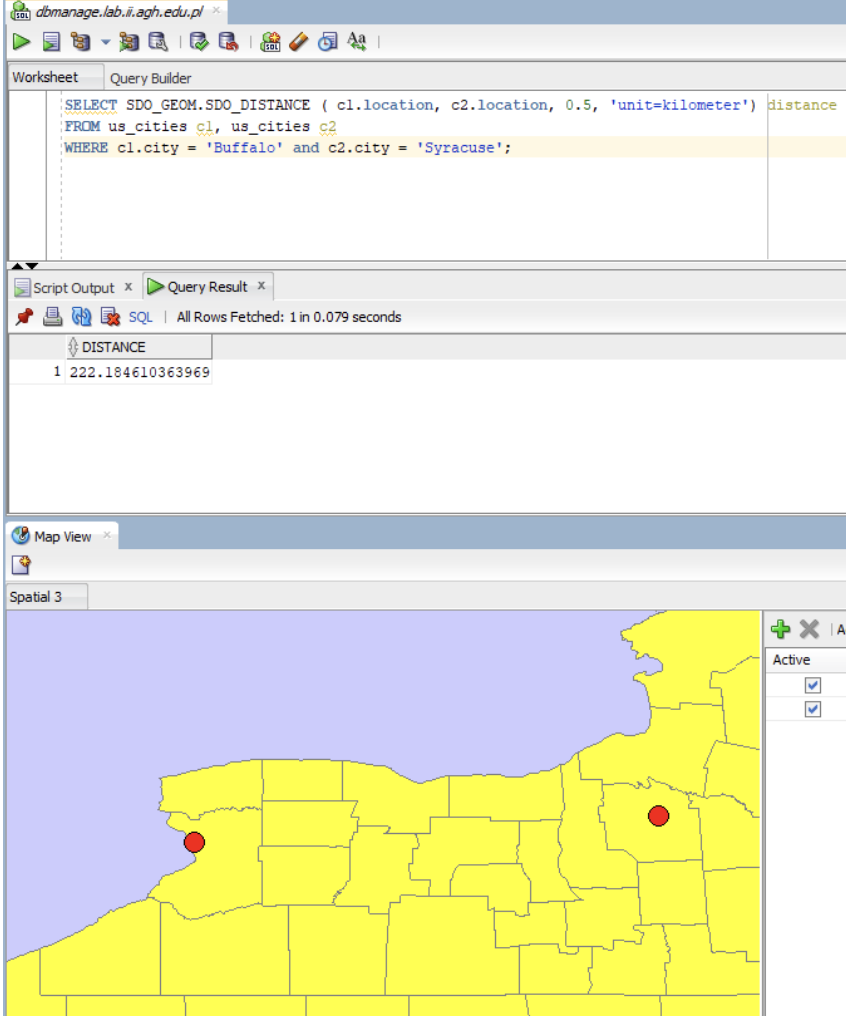 dbmanage.lab.ii.agh.edu.pl
Worksheet Query Builder
SELECT SDO_GEOM.SDO_DISTANCE ( c1.location, c2.location, 0.5, 'unit=kilometer') distance
FROM us_cities c1, us_cities c2
WHERE c1.city = 'Buffalo' and c2.city = 'Syracuse';
Script Output x Query Result x
SQL | All Rows Fetched: 1 in 0.079 seconds
DISTANCE
1 222.184610363969
Map View
Spatial 3
A
Active